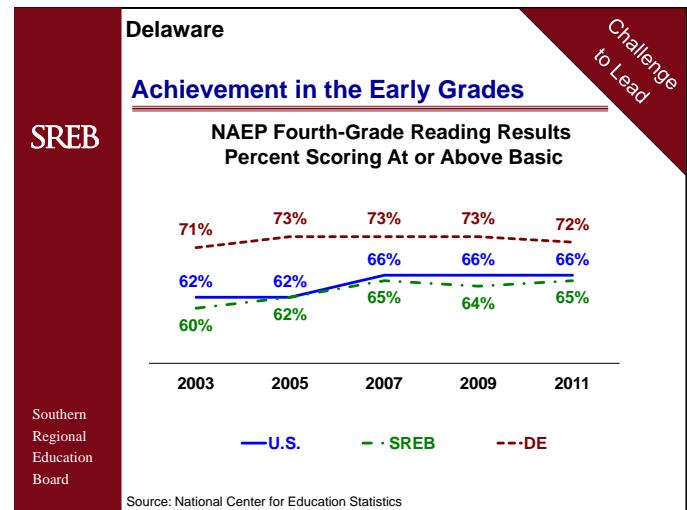 Delaware
Challenge
to Lead
Achievement in the Early Grades
SREB
NAEP Fourth-Grade Reading Results
Percent Scoring At or Above Basic
71% 73% 73% 73% 72%
62% 62% 66% 66% 66%
60% 62% 65% 64% 65%
2003 2005 2007 2009 2011
U.S. SREB DE
Southern
Regional
Education
Board
Source: National Center for Education Statistics